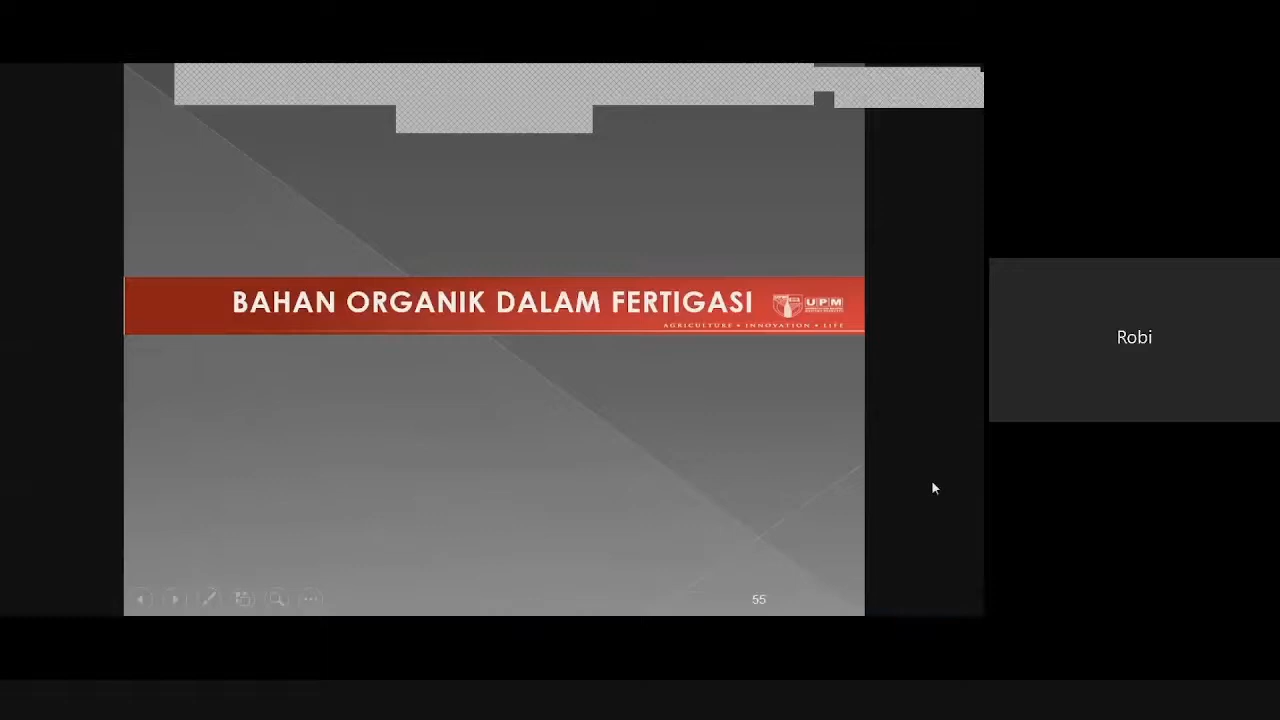 BAHAN ORGANIK DALAM FERTIGASI
UPM
AGRICULTURE • INNOVATION • LIFE
Robi
55